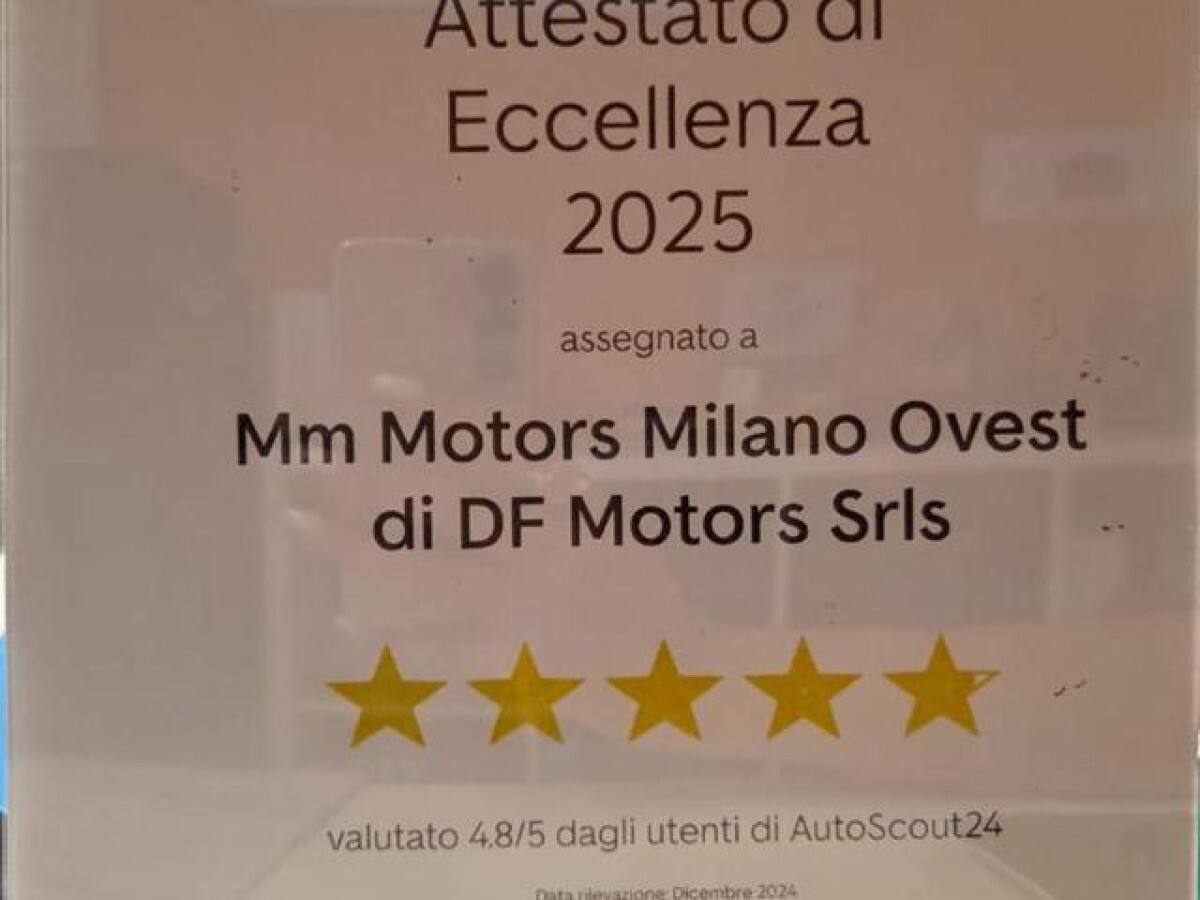 Attestato di
Eccellenza
2025
assegnato a
Mm Motors Milano Ovest
di DF Motors Srls
valutato 4.8/5 dagli utenti di AutoScout24
Data rilevazione: Dicembre 2024